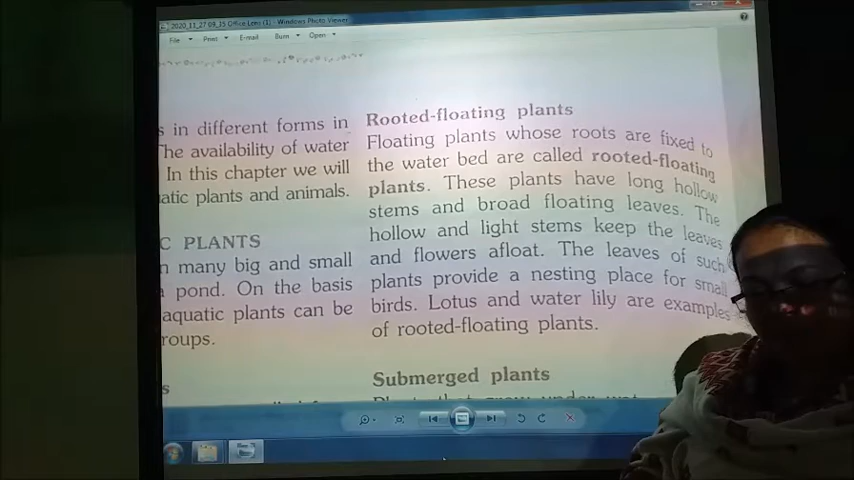 2020_11_27 09_15 Office Lens (1) - Windows Photo Viewer
File Print E-mail Burn Open
s in different forms in
The availability of water
In this chapter we will
atic plants and animals.
C PLANTS
n many big and small
a pond. On the basis
aquatic plants can be
roups.
s
Rooted-floating plants
Floating plants whose roots are fixed to
the water bed are called rooted-floating
plants. These plants have long hollow
stems and broad floating leaves. The
hollow and light stems keep the leaves
and flowers afloat. The leaves of such
plants provide a nesting place for small
birds. Lotus and water lily are examples
of rooted-floating plants.
Submerged plants
Plants that grow under